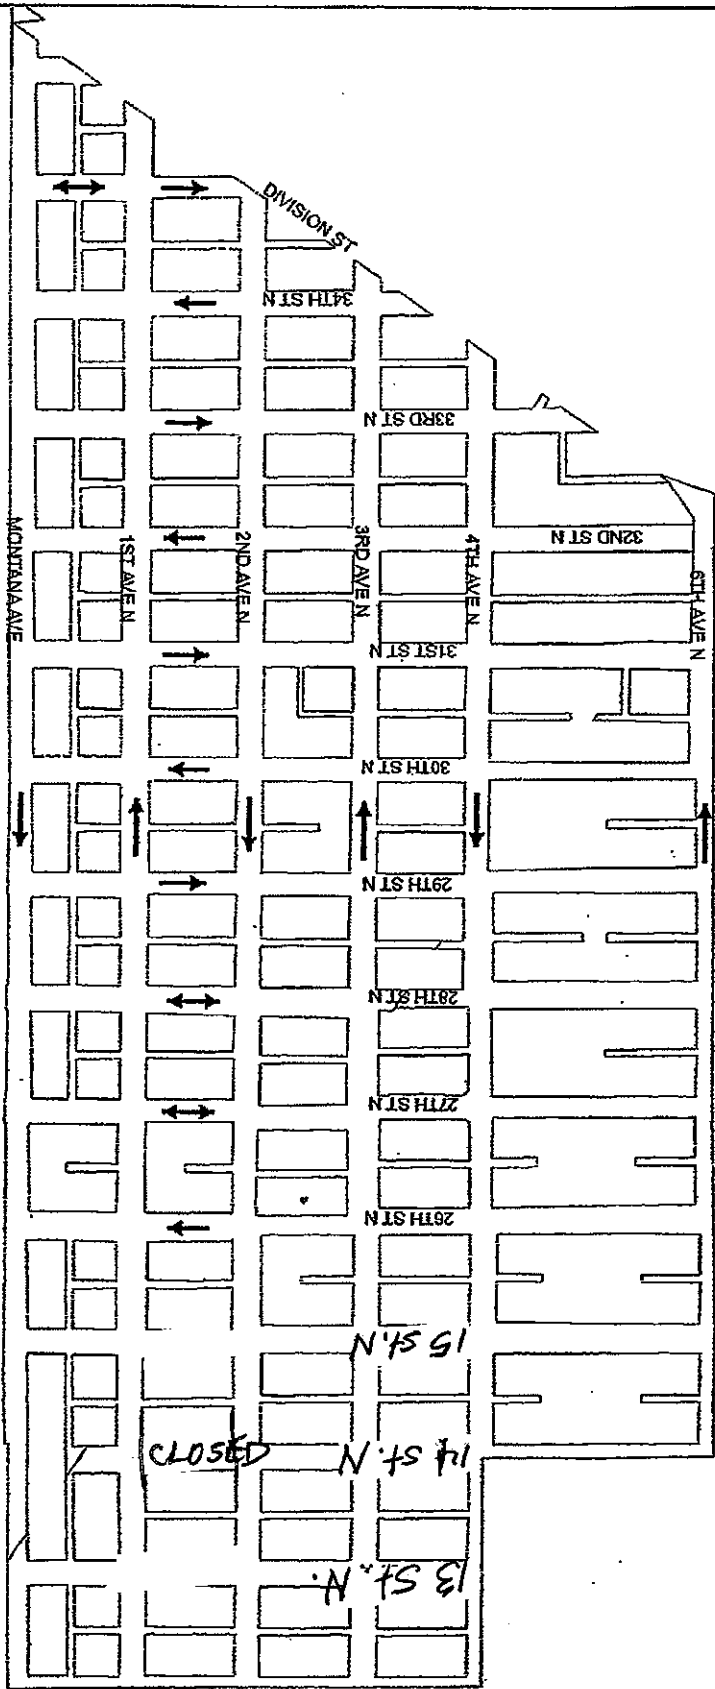 DIVISION ST
34TH ST N
33RD ST N
32ND ST N
MONTANA AVE
1ST AVE N
2ND AVE N
3RD AVE N
4TH AVE N
6TH AVE N
31ST ST N
30TH ST N
29TH ST N
28TH ST N
27TH ST N
26TH ST N
15 St. N
14 St. N
CLOSED
13 St. N.